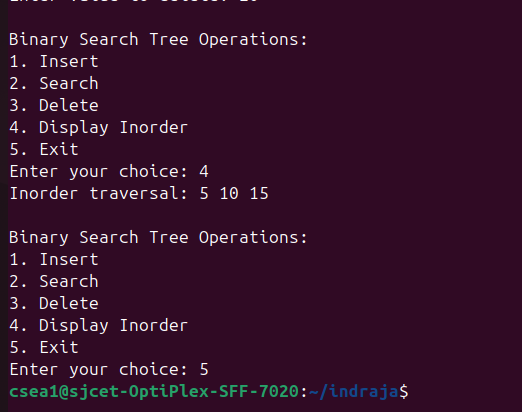 Binary Search Tree Operations:
1. Insert
2. Search
3. Delete
4. Display Inorder
5. Exit
Enter your choice: 4
Inorder traversal: 5 10 15
Binary Search Tree Operations:
1. Insert
2. Search
3. Delete
4. Display Inorder
5. Exit
Enter your choice: 5
csea1@sjcet-OptiPlex-SFF-7020:~/indraja$